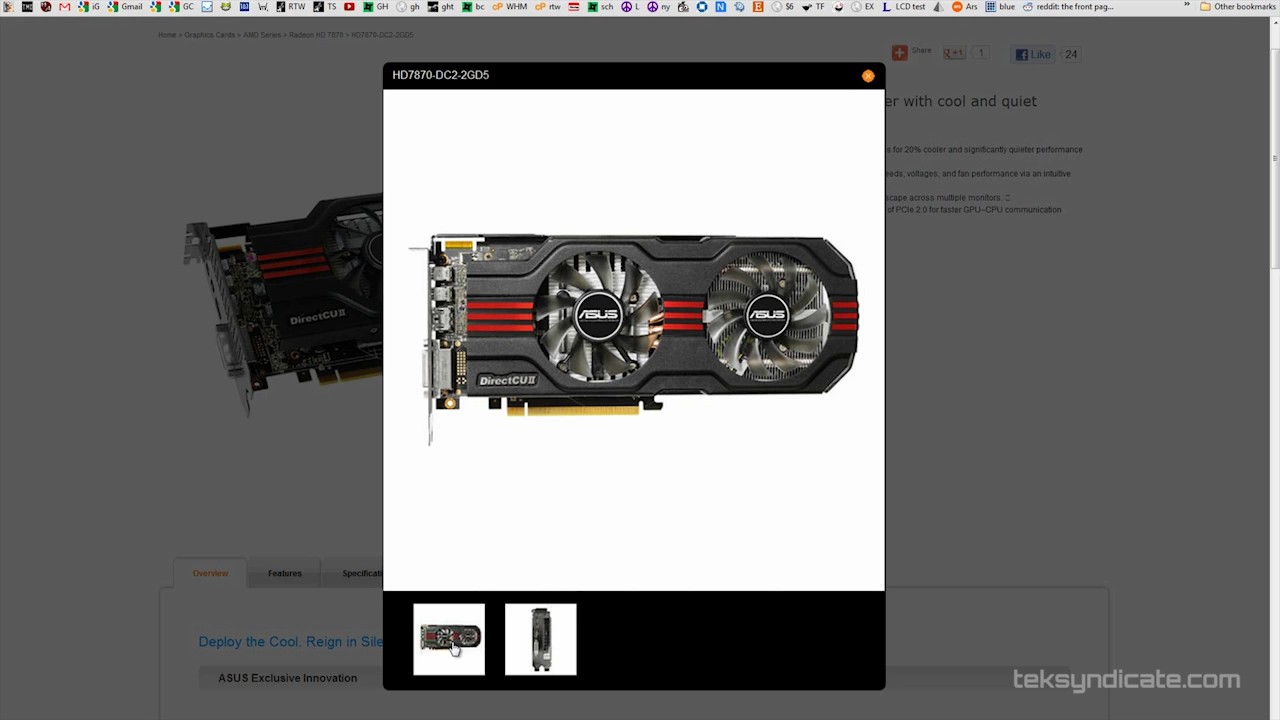 iG
Gmail
GC
RTW
TS
GH
gh
ght
bc
WHM
rtw
sch
L
ny
$6
TF
EX
LCD test
Ars
blue
reddit: the front pag...
Other bookmarks
Home > Graphics Cards > AMD Series > Radeon HD 7870 > HD7870-DC2-2GD5
Share
+1
1
Like
24
HD7870-DC2-2GD5
er with cool and quiet
s for 20% cooler and significantly quieter performance
eeds, voltages, and fan performance via an intuitive
scape across multiple monitors.
of PCIe 2.0 for faster GPU–CPU communication
ASUS
ASUS
DirectCU II
DirectCU II
Overview
Features
Specificati
Deploy the Cool. Reign in Sile
ASUS Exclusive Innovation
teksyndicate.com